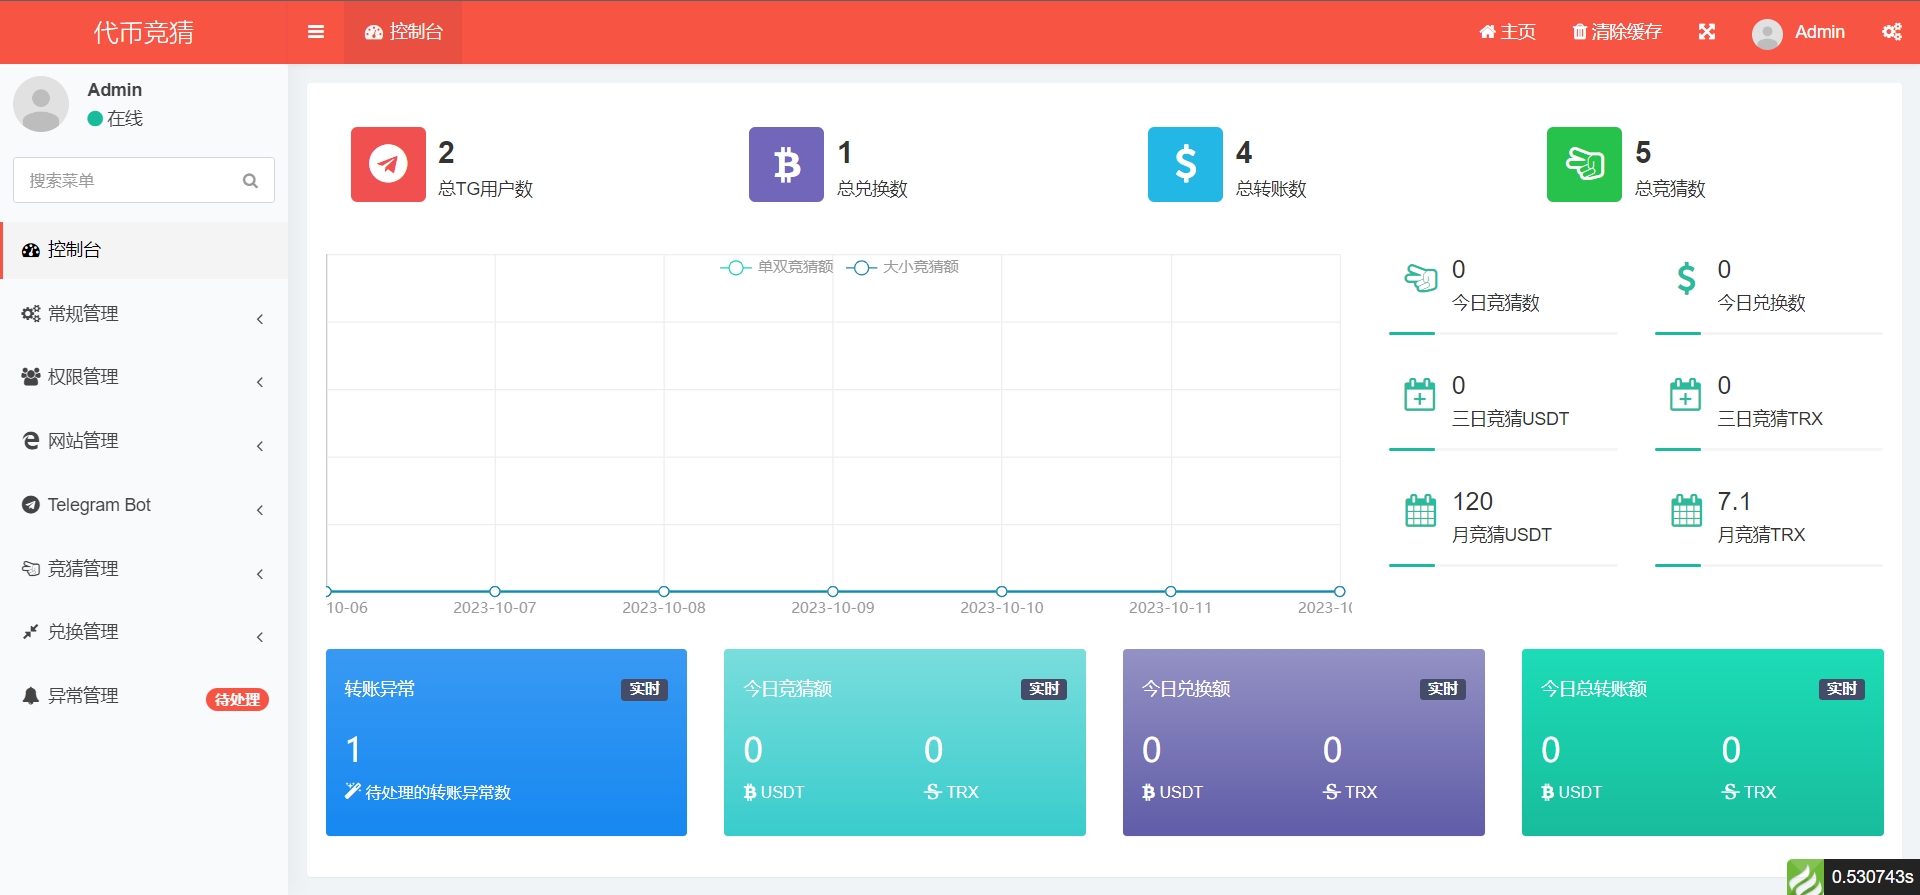 代币竞猜
控制台
主页
清除缓存
Admin
Admin
在线
搜索菜单
控制台
常规管理
权限管理
网站管理
Telegram Bot
竞猜管理
兑换管理
异常管理
待处理
2
总TG用户数
1
总兑换数
4
总转账数
5
总竞猜数
单双竞猜额
大小竞猜额
10-06
2023-10-07
2023-10-08
2023-10-09
2023-10-10
2023-10-11
2023-10
0
今日竞猜数
0
今日兑换数
0
三日竞猜USDT
0
三日竞猜TRX
120
月竞猜USDT
7.1
月竞猜TRX
转账异常
实时
1
待处理的转账异常数
今日竞猜额
实时
0
USDT
0
TRX
今日兑换额
实时
0
USDT
0
TRX
今日总转账额
实时
0
USDT
0
TRX
0.530743s